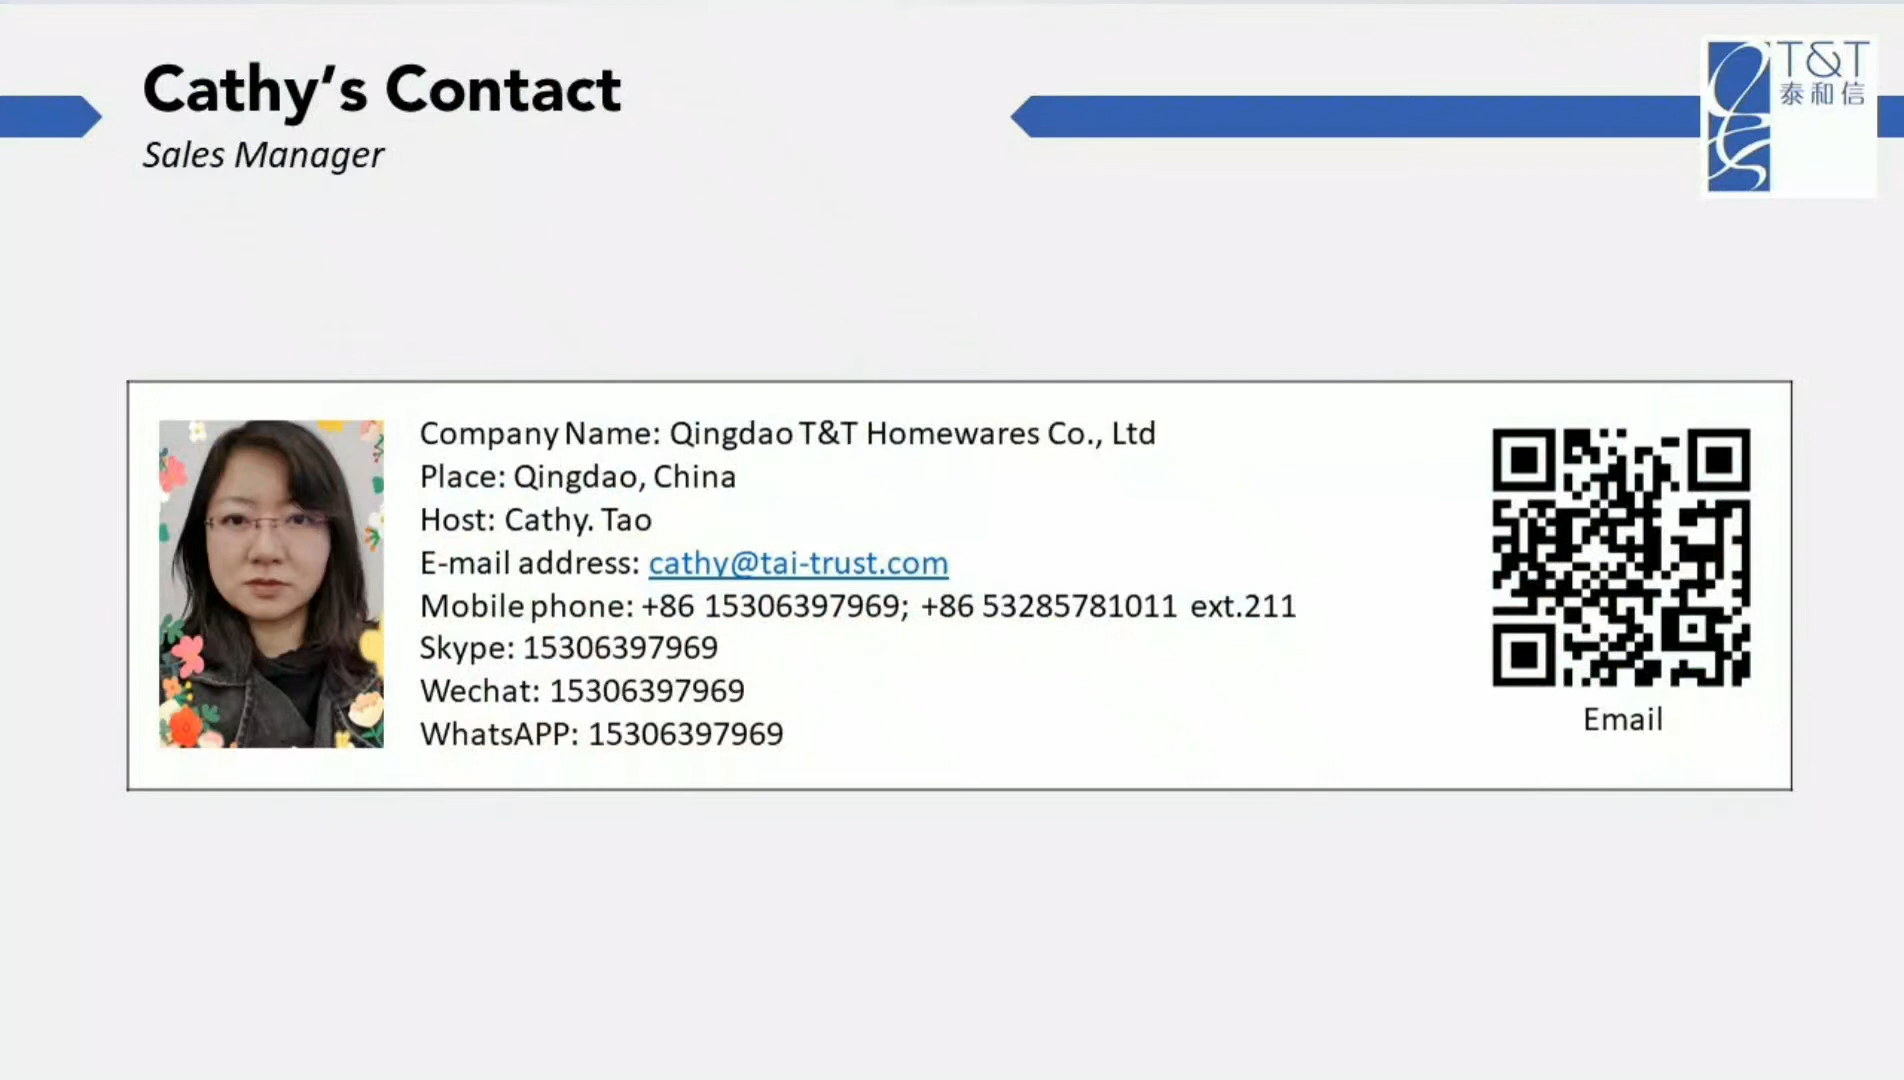 Cathy’s Contact
Sales Manager
T&T
泰和信
Company Name: Qingdao T&T Homewares Co., Ltd
Place: Qingdao, China
Host: Cathy. Tao
E-mail address: cathy@tai-trust.com
Mobile phone: +86 15306397969; +86 53285781011 ext.211
Skype: 15306397969
Wechat: 15306397969
WhatsAPP: 15306397969
Email